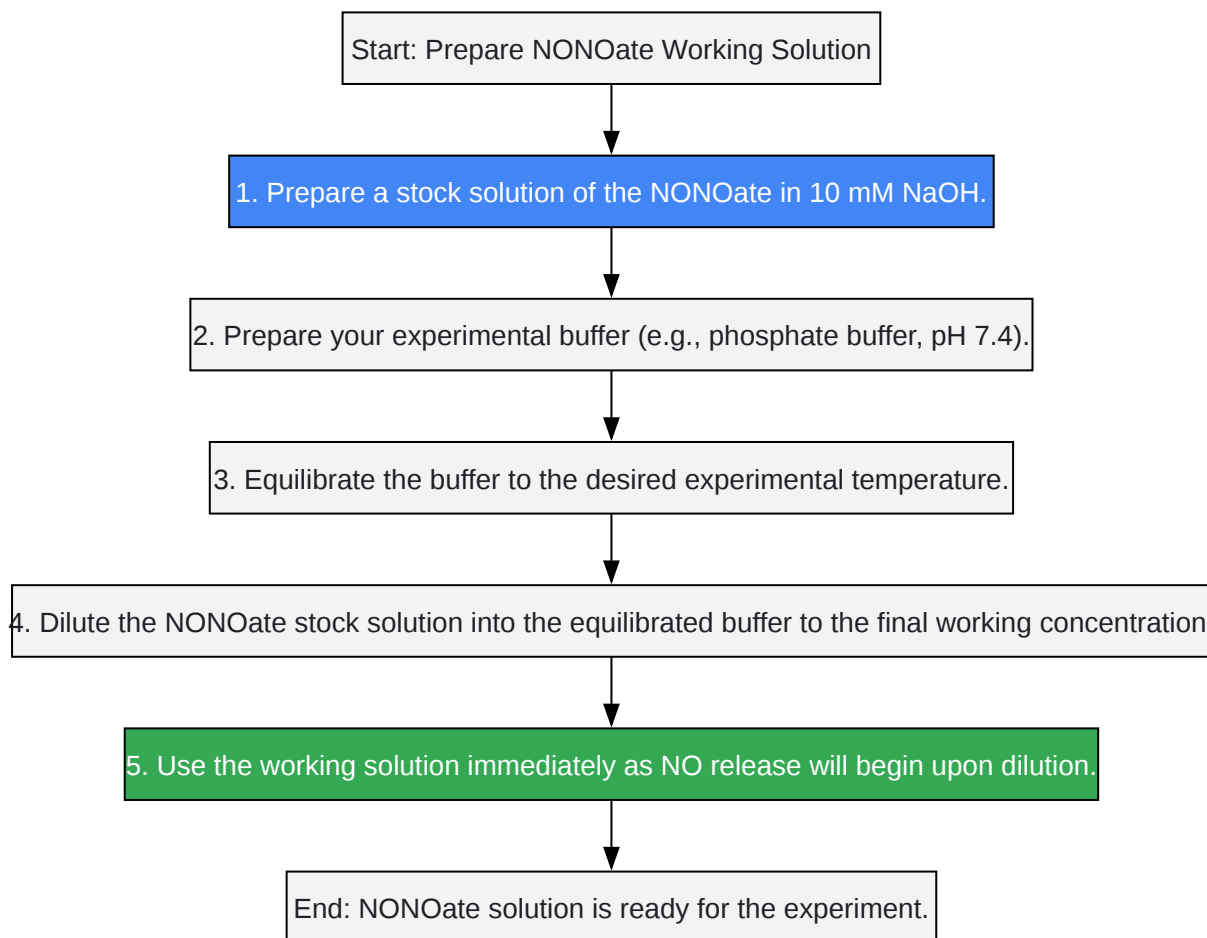 Start: Prepare NONOate Working Solution
1. Prepare a stock solution of the NONOate in 10 mM NaOH.
2. Prepare your experimental buffer (e.g., phosphate buffer, pH 7.4).
3. Equilibrate the buffer to the desired experimental temperature.
4. Dilute the NONOate stock solution into the equilibrated buffer to the final working concentration
5. Use the working solution immediately as NO release will begin upon dilution.
End: NONOate solution is ready for the experiment.